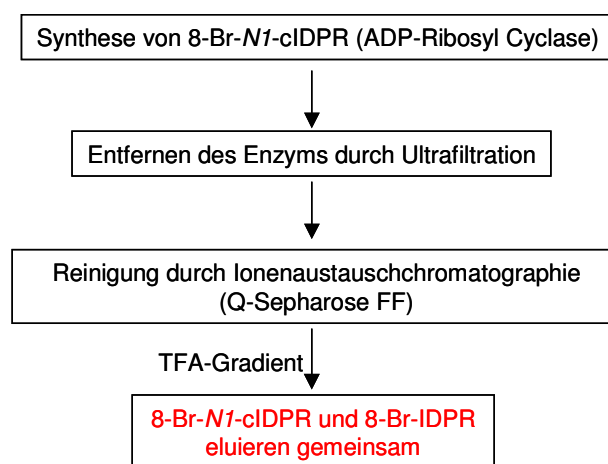 Synthese von 8-Br-N1-cIDPR (ADP-Ribosyl Cyclase)
Entfernen des Enzyms durch Ultrafiltration
Reinigung durch Ionenaustauschchromatographie
(Q-Sepharose FF)
TFA-Gradient
8-Br-N1-cIDPR und 8-Br-IDPR
eluieren gemeinsam